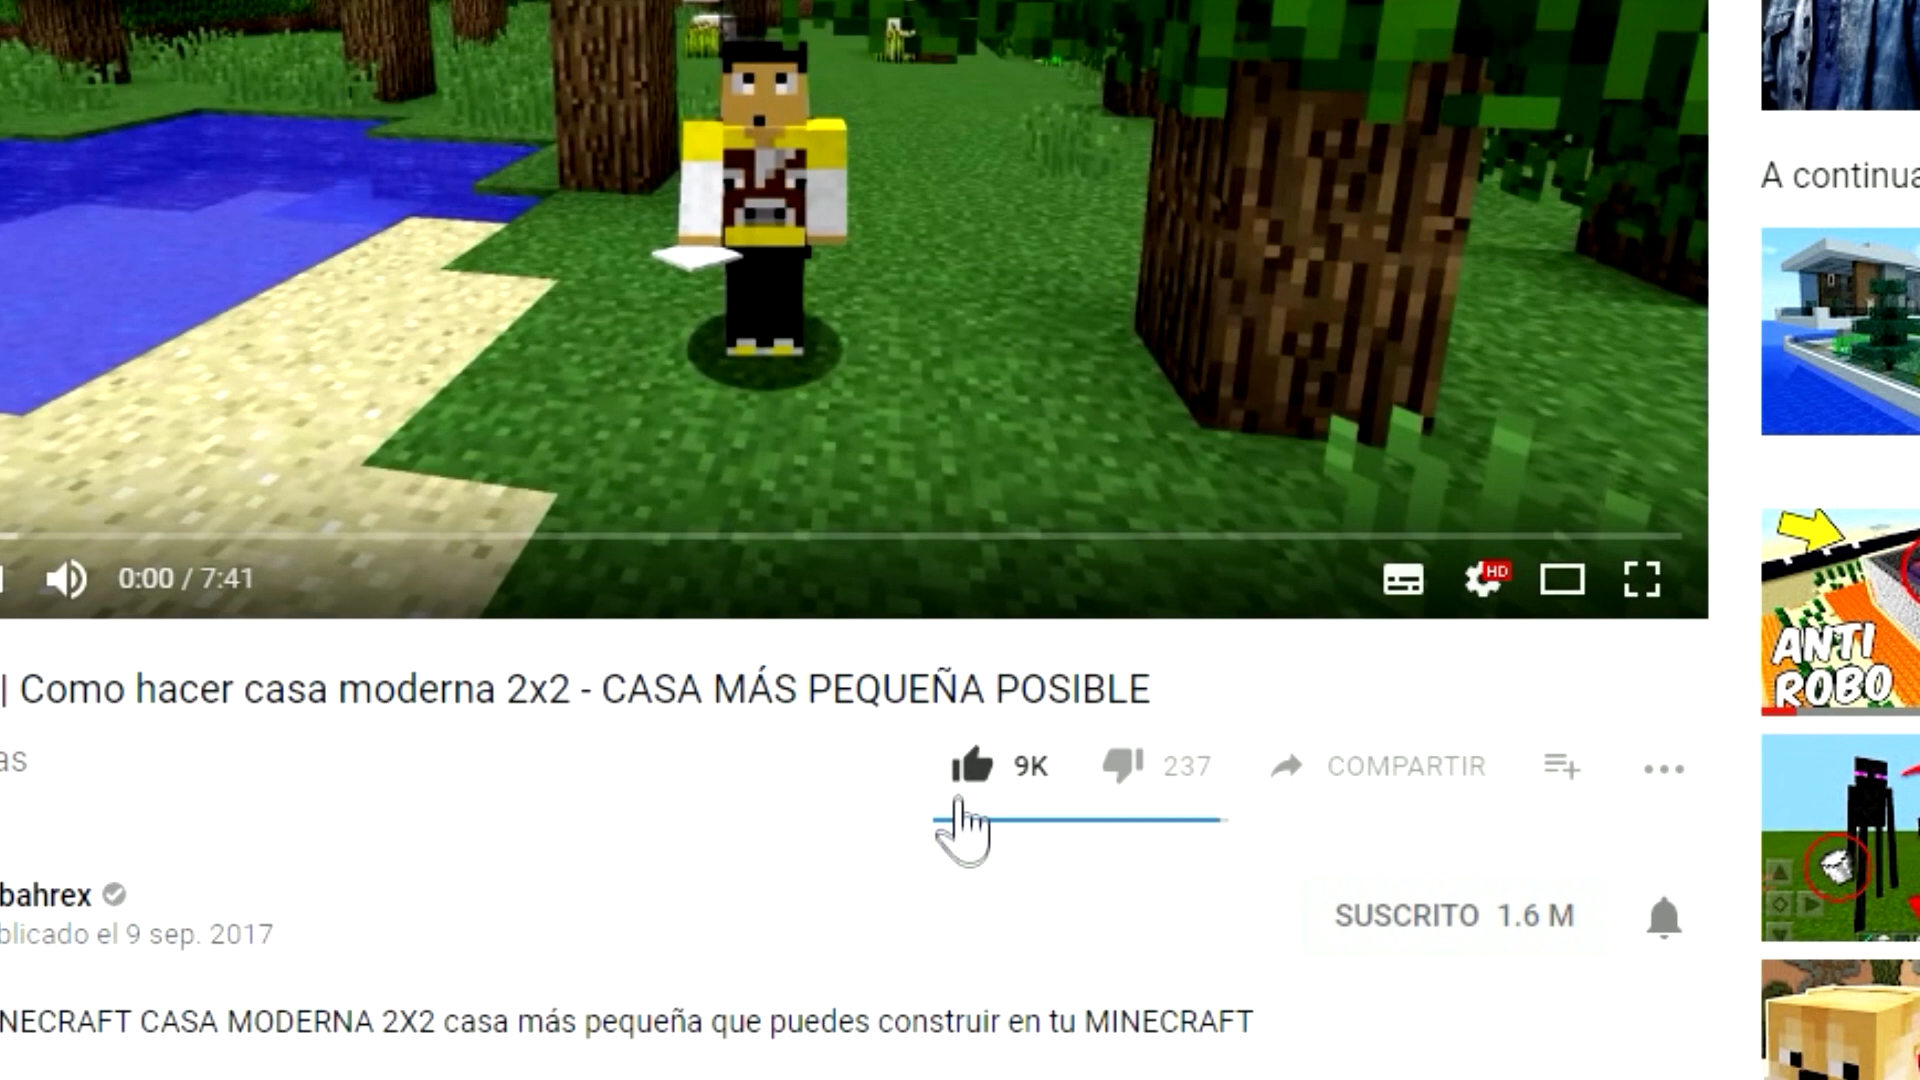 A continua
0:00 / 7:41
HD
| Como hacer casa moderna 2x2 - CASA MÁS PEQUEÑA POSIBLE
ANTI
ROBO
as
9K
237
COMPARTIR
bahrex
blicado el 9 sep. 2017
SUSCRITO 1.6 M
NECRAFT CASA MODERNA 2X2 casa más pequeña que puedes construir en tu MINECRAFT